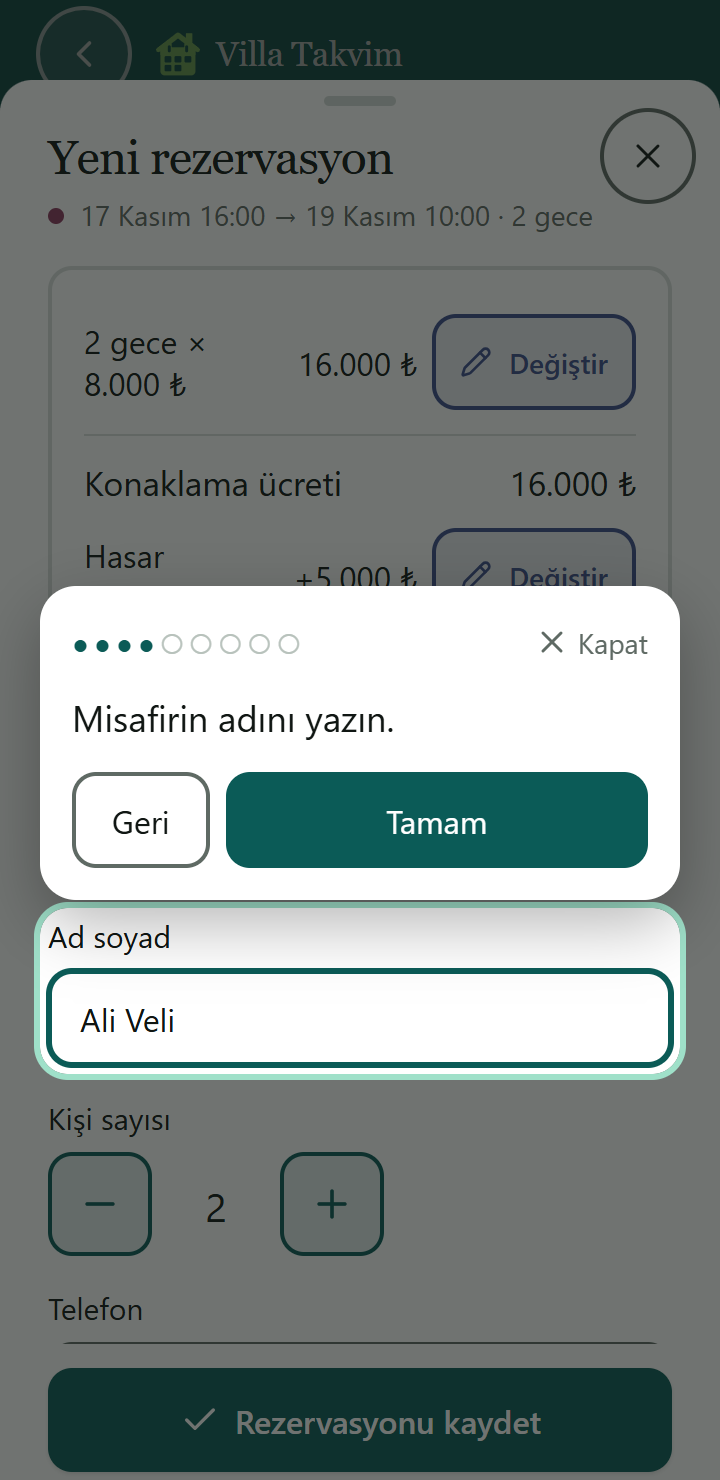 Villa Takvim
Yeni rezervasyon
17 Kasım 16:00 → 19 Kasım 10:00 · 2 gece
2 gece ×
8.000 ₺
16.000 ₺
Değiştir
Konaklama ücreti
16.000 ₺
Hasar
+5.000 ₺
Değiştir
Kapat
Misafirin adını yazın.
Geri
Tamam
Ad soyad
Ali Veli
Kişi sayısı
2
Telefon
Rezervasyonu kaydet